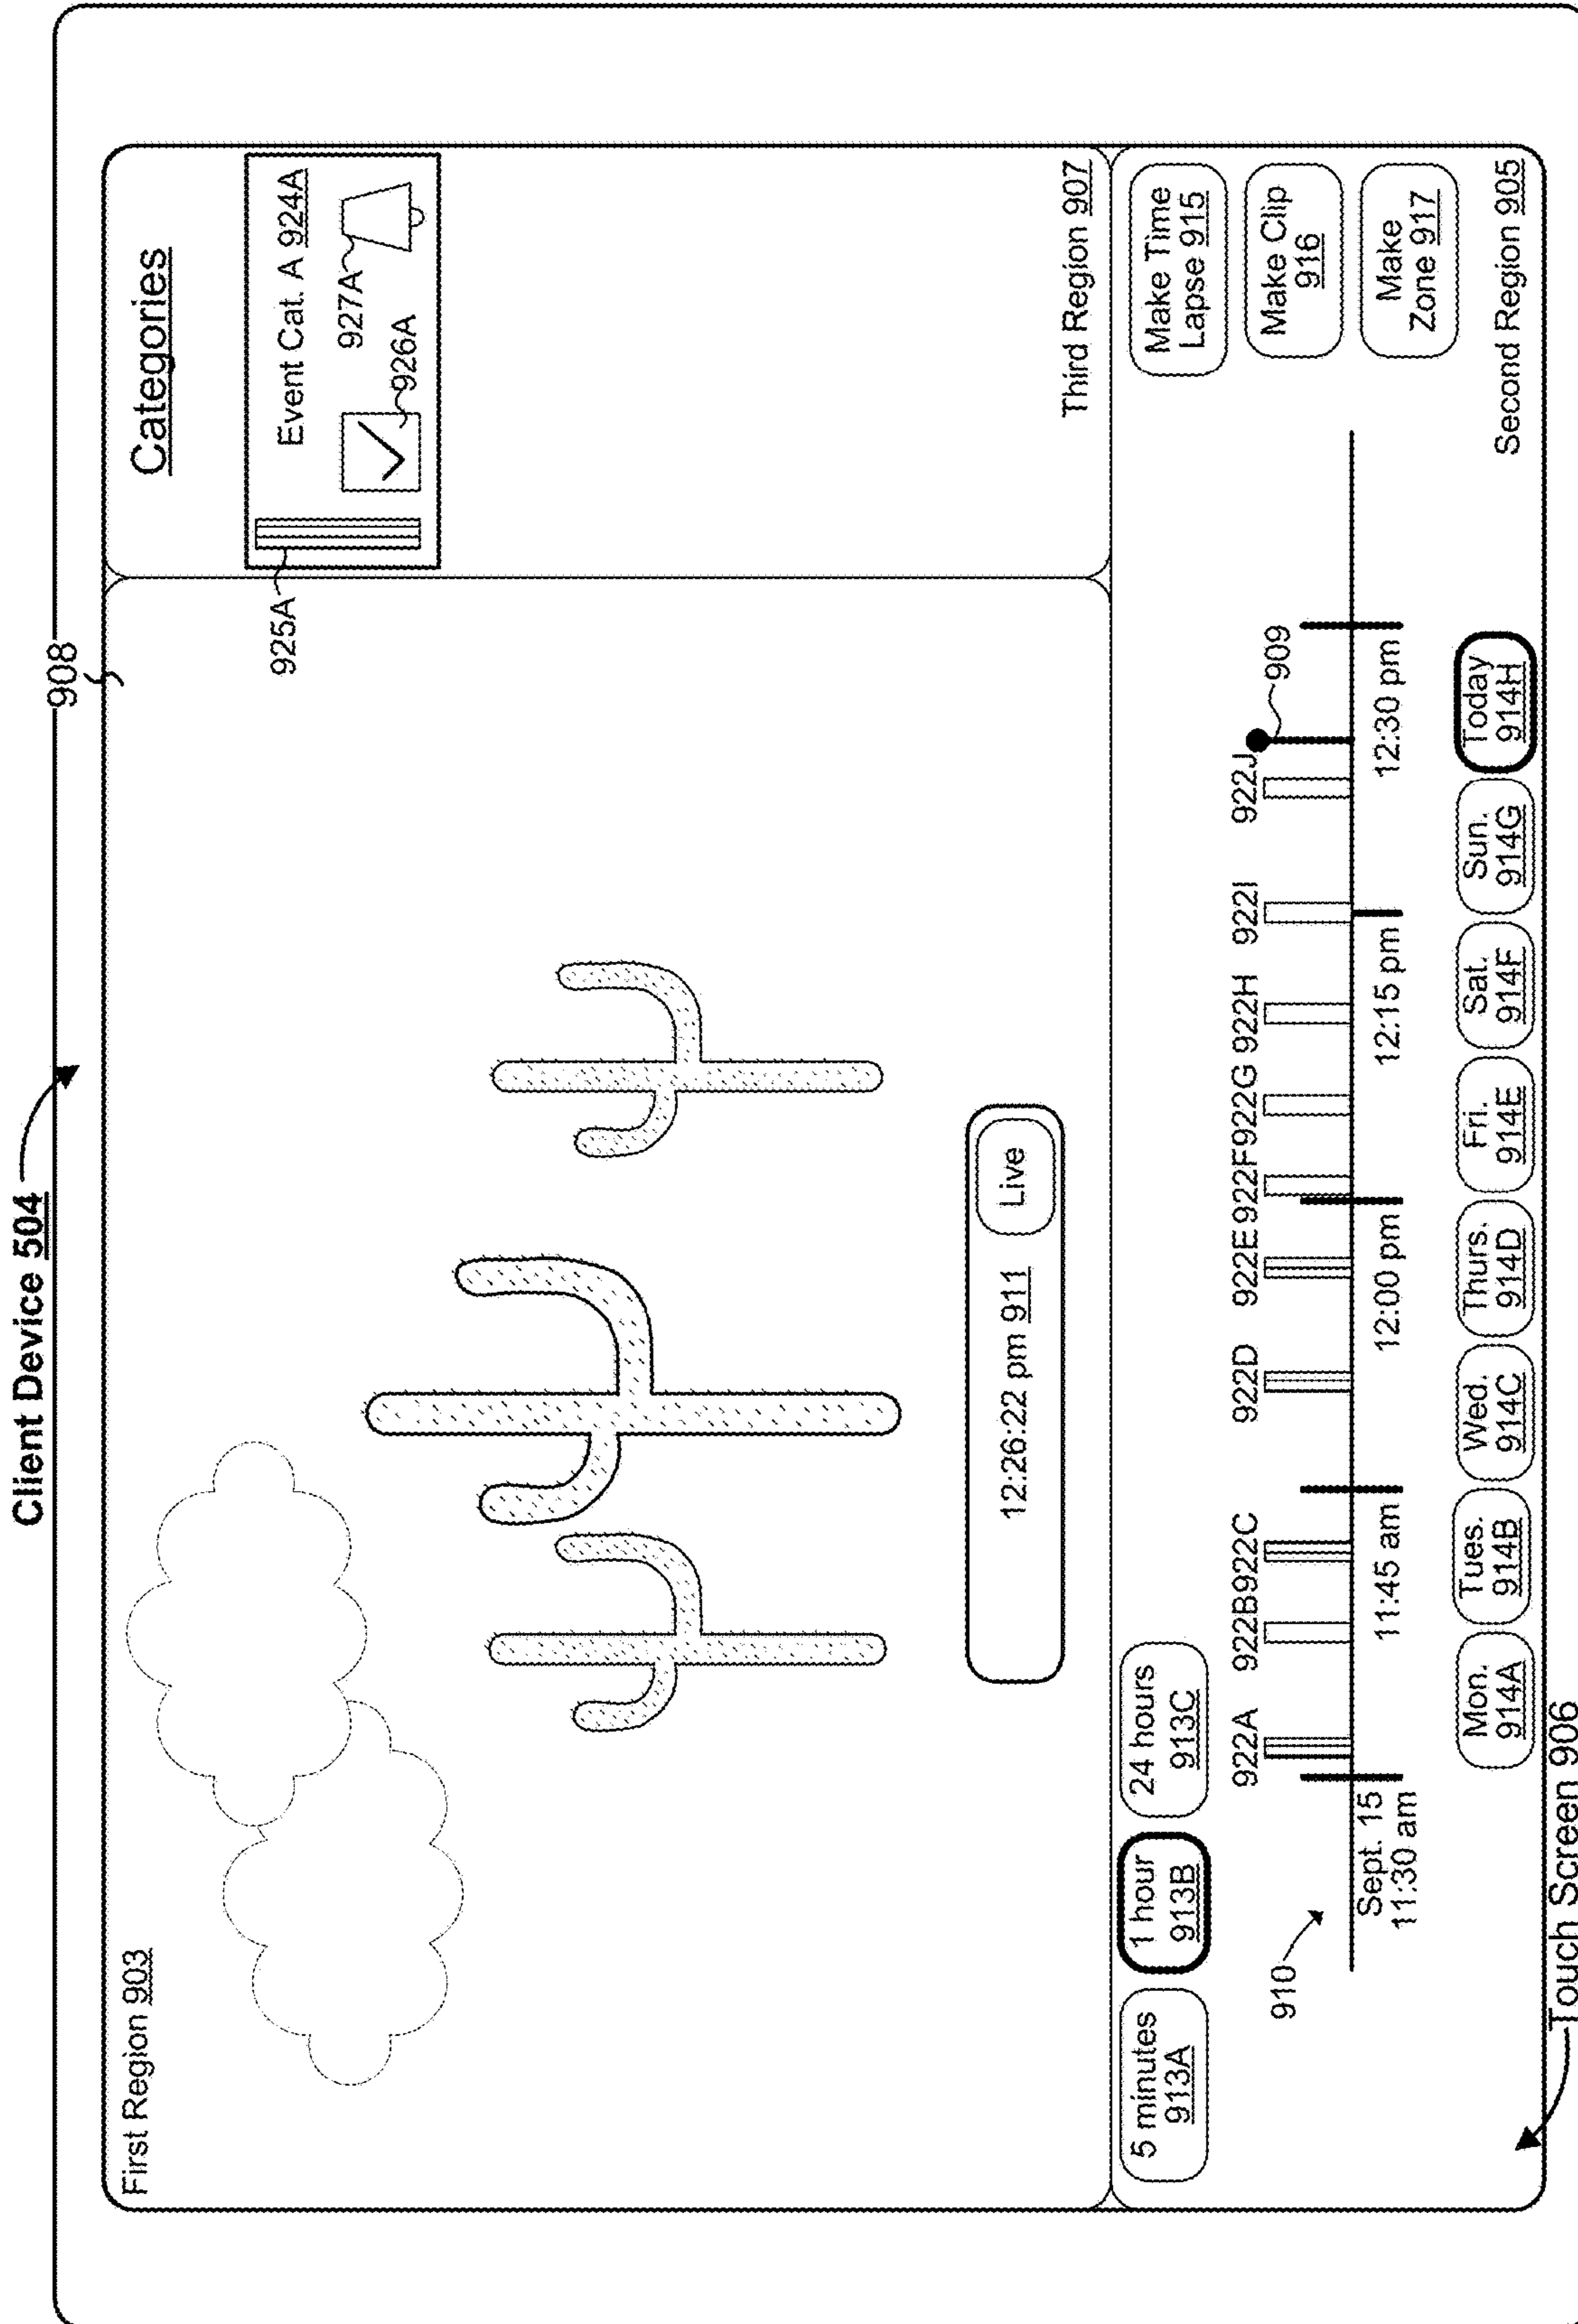 Client Device 504
908
First Region 903
Categories
Event Cat. A 924A
925A
926A
927A
12:26:22 pm 911
Live
Third Region 907
5 minutes
913A
1 hour
913B
24 hours
913C
Make Time
Lapse 915
Make Clip
916
Make
Zone 917
910
922A
922B
922C
922D
922E
922F
922G
922H
922I
922J
909
Sept. 15
11:30 am
11:45 am
12:00 pm
12:15 pm
12:30 pm
Mon.
914A
Tues.
914B
Wed.
914C
Thurs.
914D
Fri.
914E
Sat.
914F
Sun.
914G
Today
914H
Second Region 905
Touch Screen 906